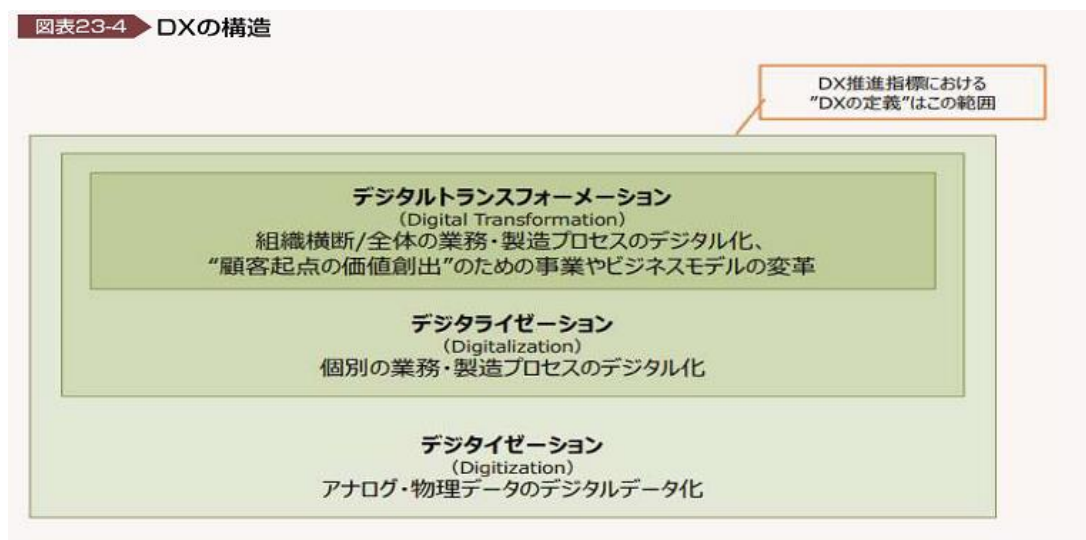 図表23-4 DXの構造
DX推進指標における
"DXの定義"はこの範囲
デジタルトランスフォーメーション
(Digital Transformation)
組織横断/全体の業務・製造プロセスのデジタル化、
“顧客起点の価値創出”のための事業やビジネスモデルの変革
デジタライゼーション
(Digitalization)
個別の業務・製造プロセスのデジタル化
デジタイゼーション
(Digitization)
アナログ・物理データのデジタルデータ化